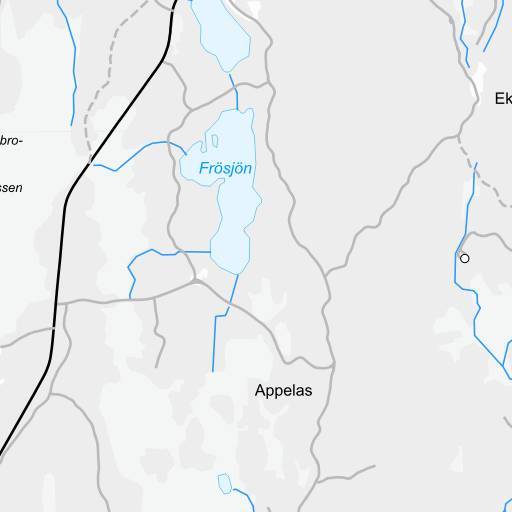 Ek
bro-
Frösjön
ssen
Appelas